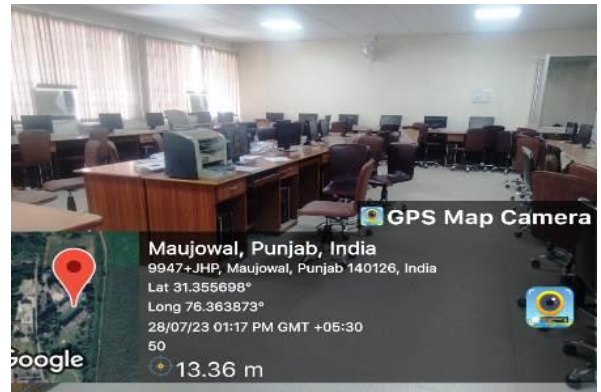 GPS Map Camera
Maujowal, Punjab, India
9947+JHP, Maujowal, Punjab 140126, India
Lat 31.355698°
Long 76.363873°
28/07/23 01:17 PM GMT +05:30
50
13.36 m
Google